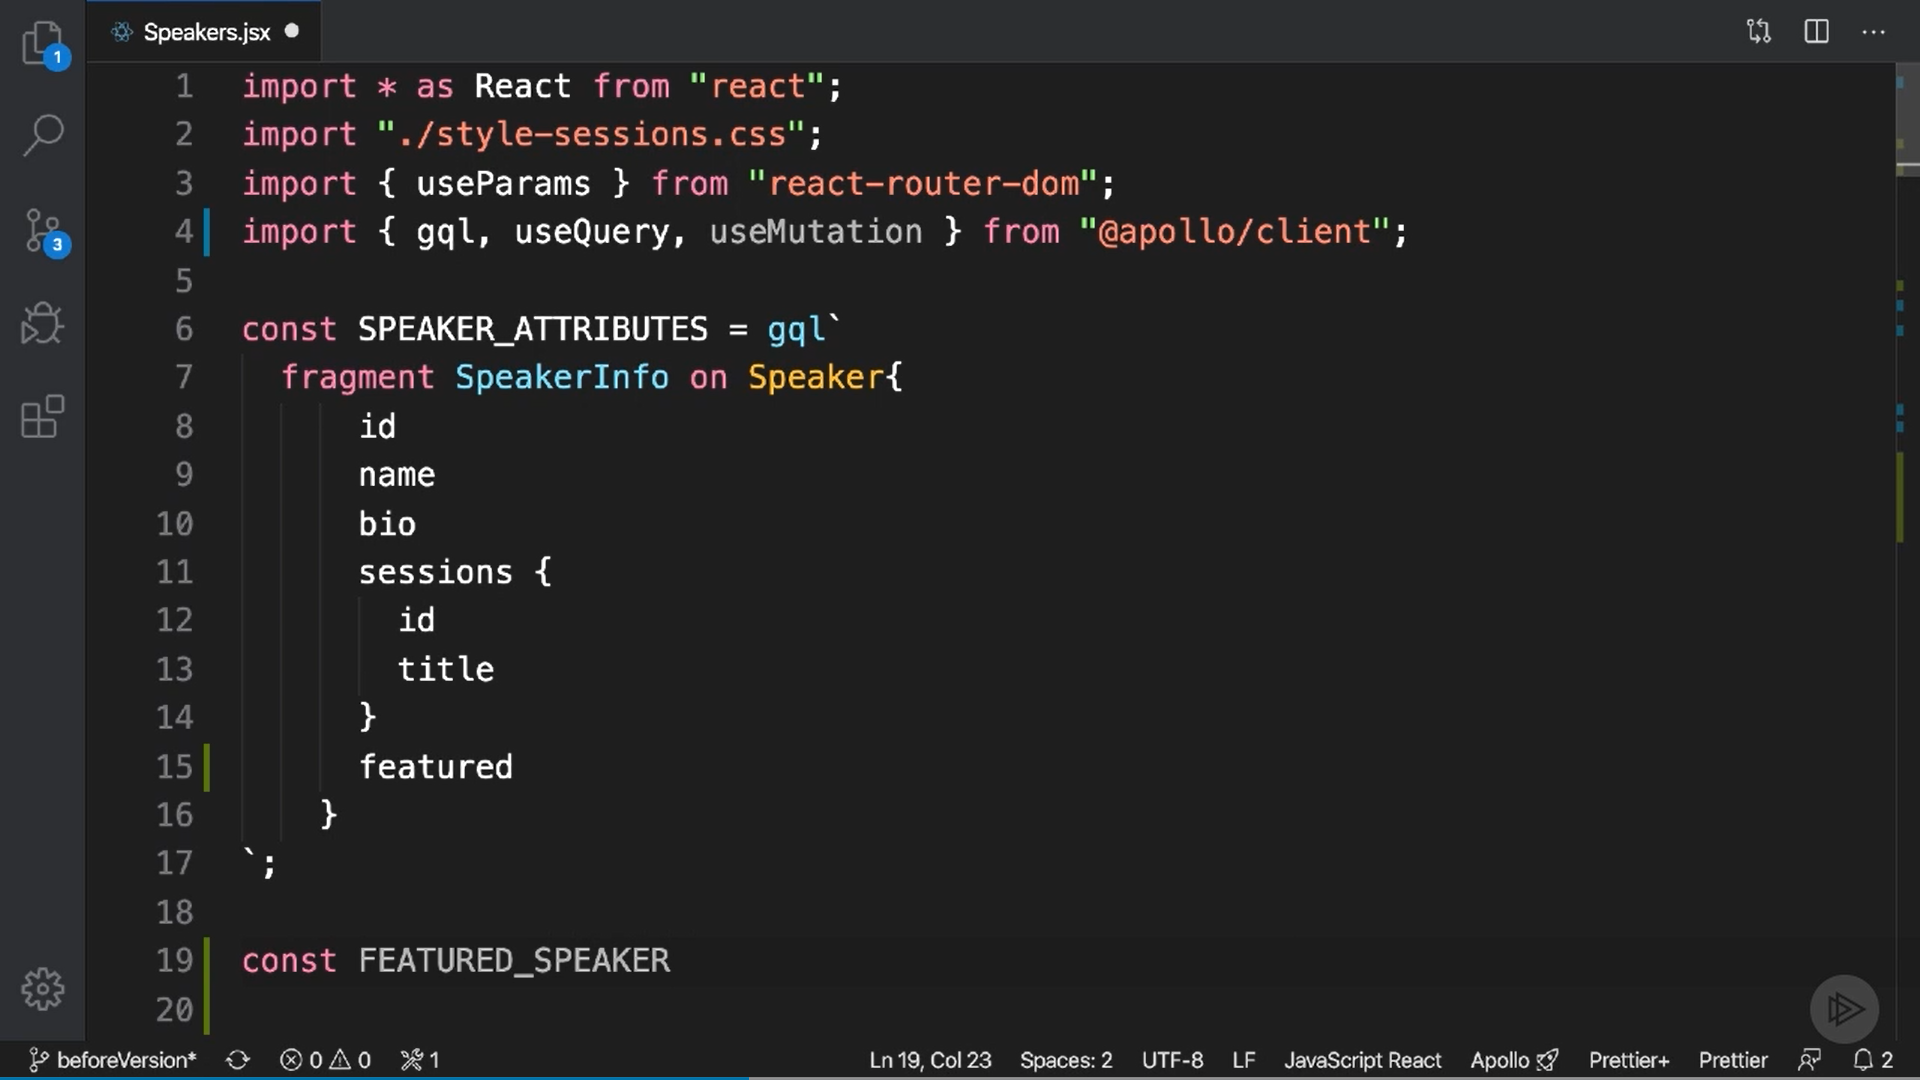 Speakers.jsx
1
3
1 import * as React from "react";
2 import "./style-sessions.css";
3 import { useParams } from "react-router-dom";
4 import { gql, useQuery, useMutation } from "@apollo/client";
5
6 const SPEAKER_ATTRIBUTES = gql`
7 fragment SpeakerInfo on Speaker{
8 id
9 name
10 bio
11 sessions {
12 id
13 title
14 }
15 featured
16 }
17 `;
18
19 const FEATURED_SPEAKER
20
beforeVersion* 0 0 1 Ln 19, Col 23 Spaces: 2 UTF-8 LF JavaScript React Apollo Prettier+ Prettier 2